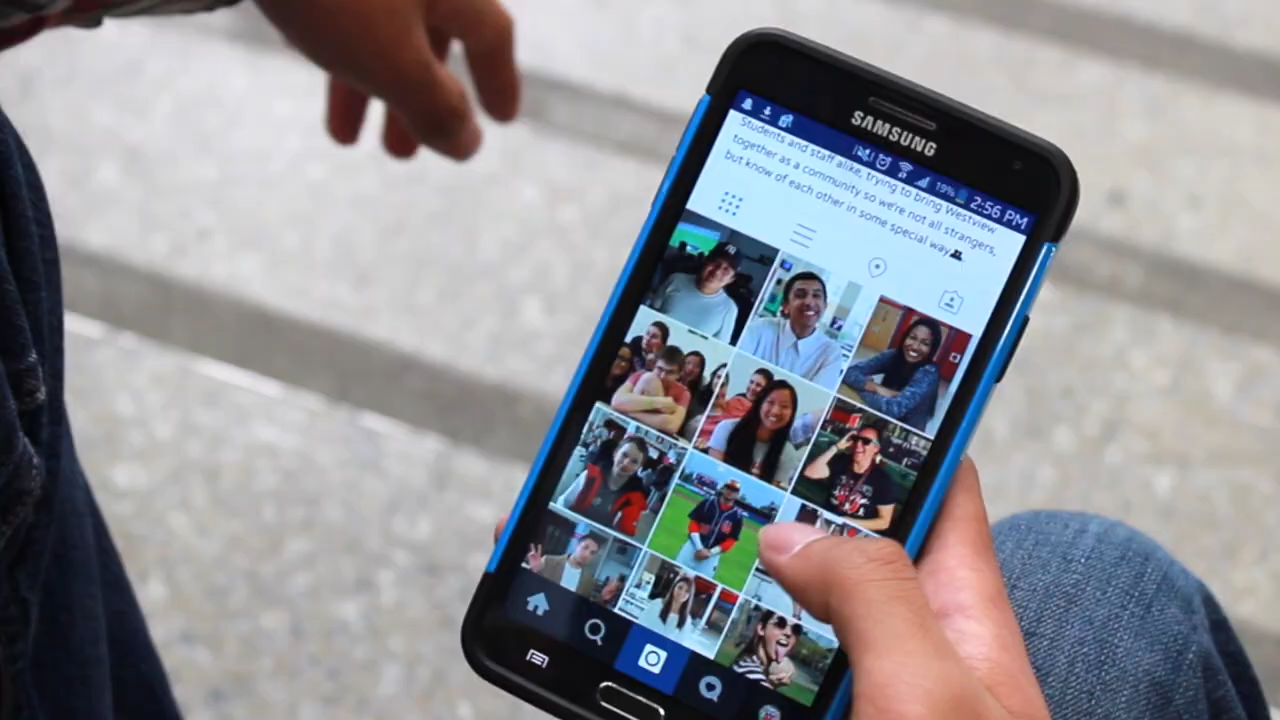 SAMSUNG
19% 2:56 PM
Students and staff alike, trying to bring Westview
together as a community so we're not all strangers,
but know of each other in some special way